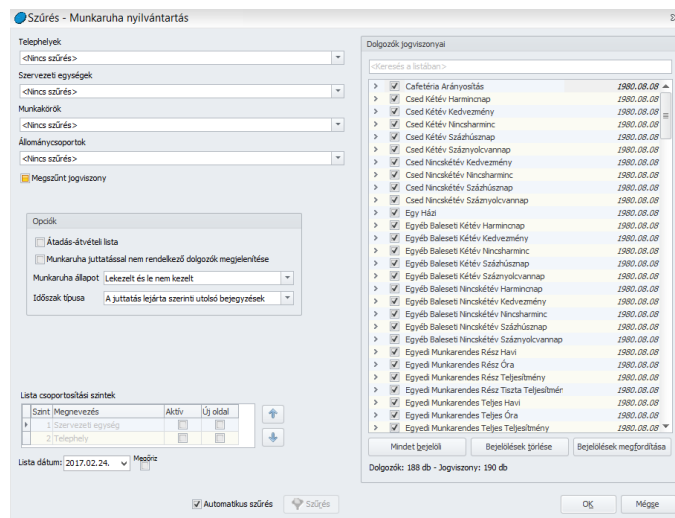 Szűrés - Munkaruha nyilvántartás
Telephelyek
<Nincs szűrés>
Szervezeti egységek
<Nincs szűrés>
Munkakörök
<Nincs szűrés>
Állománycsoportok
<Nincs szűrés>
Megszűnt jogviszony
Opciók
Átadás-átvételi lista
Munkaruha juttatással nem rendelkező dolgozók megjelenítése
Munkaruha állapot Lekezelt és le nem kezelt
Időszak típusa A juttatás lejárta szerinti utolsó bejegyzések
Lista csoportosítási szintek
Szint Megnevezés Aktív Új oldal
1 Szervezeti egység
2 Telephely
Lista dátum: 2017.02.24. Megőriz
Automatikus szűrés Szűrés
Dolgozók jogviszonyai
<Keresés a listában>
Cafetéria Arányosítás 1980.08.08
Csed Kétév Harmincnap 1980.08.08
Csed Kétév Kedvezmény 1980.08.08
Csed Kétév Nincsharminc 1980.08.08
Csed Kétév Százhúsznap 1980.08.08
Csed Kétév Száznyolcvannap 1980.08.08
Csed Nincskétév Kedvezmény 1980.08.08
Csed Nincskétév Nincsharminc 1980.08.08
Csed Nincskétév Százhúsznap 1980.08.08
Csed Nincskétév Száznyolcvannap 1980.08.08
Egy Házi 1980.08.08
Egyéb Baleseti Kétév Harmincnap 1980.08.08
Egyéb Baleseti Kétév Kedvezmény 1980.08.08
Egyéb Baleseti Kétév Nincsharminc 1980.08.08
Egyéb Baleseti Kétév Százhúsznap 1980.08.08
Egyéb Baleseti Kétév Száznyolcvannap 1980.08.08
Egyéb Baleseti Nincskétév Harmincnap 1980.08.08
Egyéb Baleseti Nincskétév Kedvezmény 1980.08.08
Egyéb Baleseti Nincskétév Nincsharminc 1980.08.08
Egyéb Baleseti Nincskétév Százhúsznap 1980.08.08
Egyéb Baleseti Nincskétév Száznyolcvannap 1980.08.08
Egyedi Munkarendes Rész Havi 1980.08.08
Egyedi Munkarendes Rész Óra 1980.08.08
Egyedi Munkarendes Rész Teljesítmény 1980.08.08
Egyedi Munkarendes Rész Tiszta Teljesítmér 1980.08.08
Egyedi Munkarendes Teljes Havi 1980.08.08
Egyedi Munkarendes Teljes Óra 1980.08.08
Egyedi Munkarendes Teljes Teljesítmény 1980.08.08
Mindet bejelöli Bejelölések törlése Bejelölések megfordítása
Dolgozók: 188 db - Jogviszony: 190 db
OK Mégse